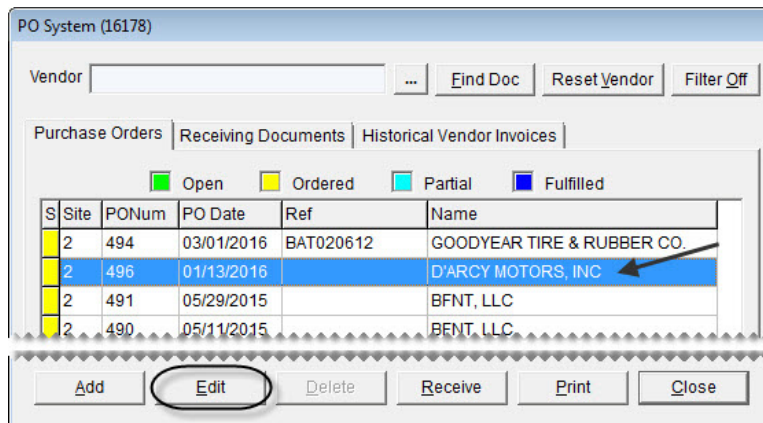 PO System (16178)
Vendor ... Find Doc Reset Vendor Filter Off
Purchase Orders Receiving Documents Historical Vendor Invoices
Open Ordered Partial Fulfilled
S Site PONum PO Date Ref Name
2 494 03/01/2016 BAT020612 GOODYEAR TIRE & RUBBER CO.
2 496 01/13/2016 D'ARCY MOTORS, INC
2 491 05/29/2015 BFNT, LLC
2 490 05/11/2015 BFNT, LLC
Add Edit Delete Receive Print Close